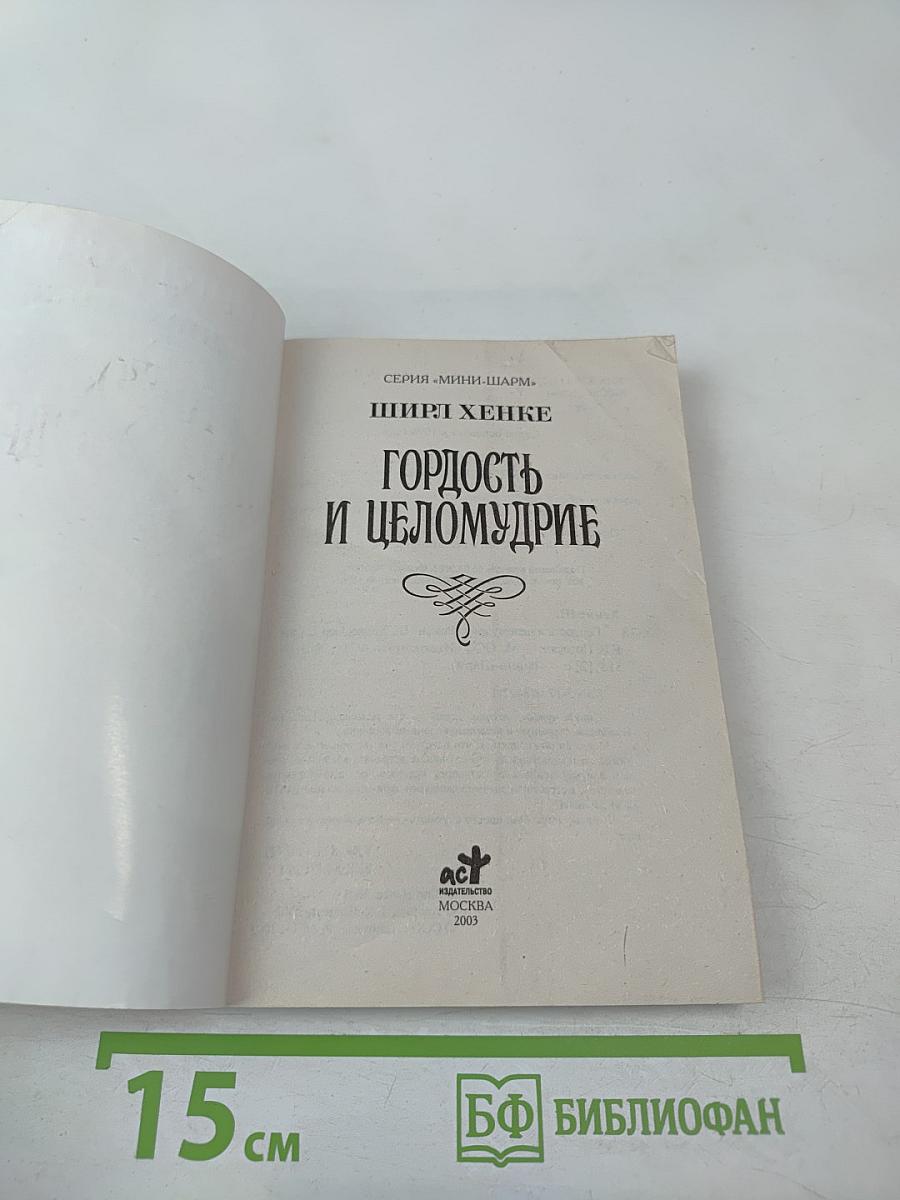 СЕРИЯ «МИНИ-ШАРМ»
ШИРЛ ХЕНКЕ
ГОРДОСТЬ
И ЦЕЛОМУДРИЕ
аст
ИЗДАТЕЛЬСТВО
МОСКВА
2003
15 см
БФ БИБЛИОФАН